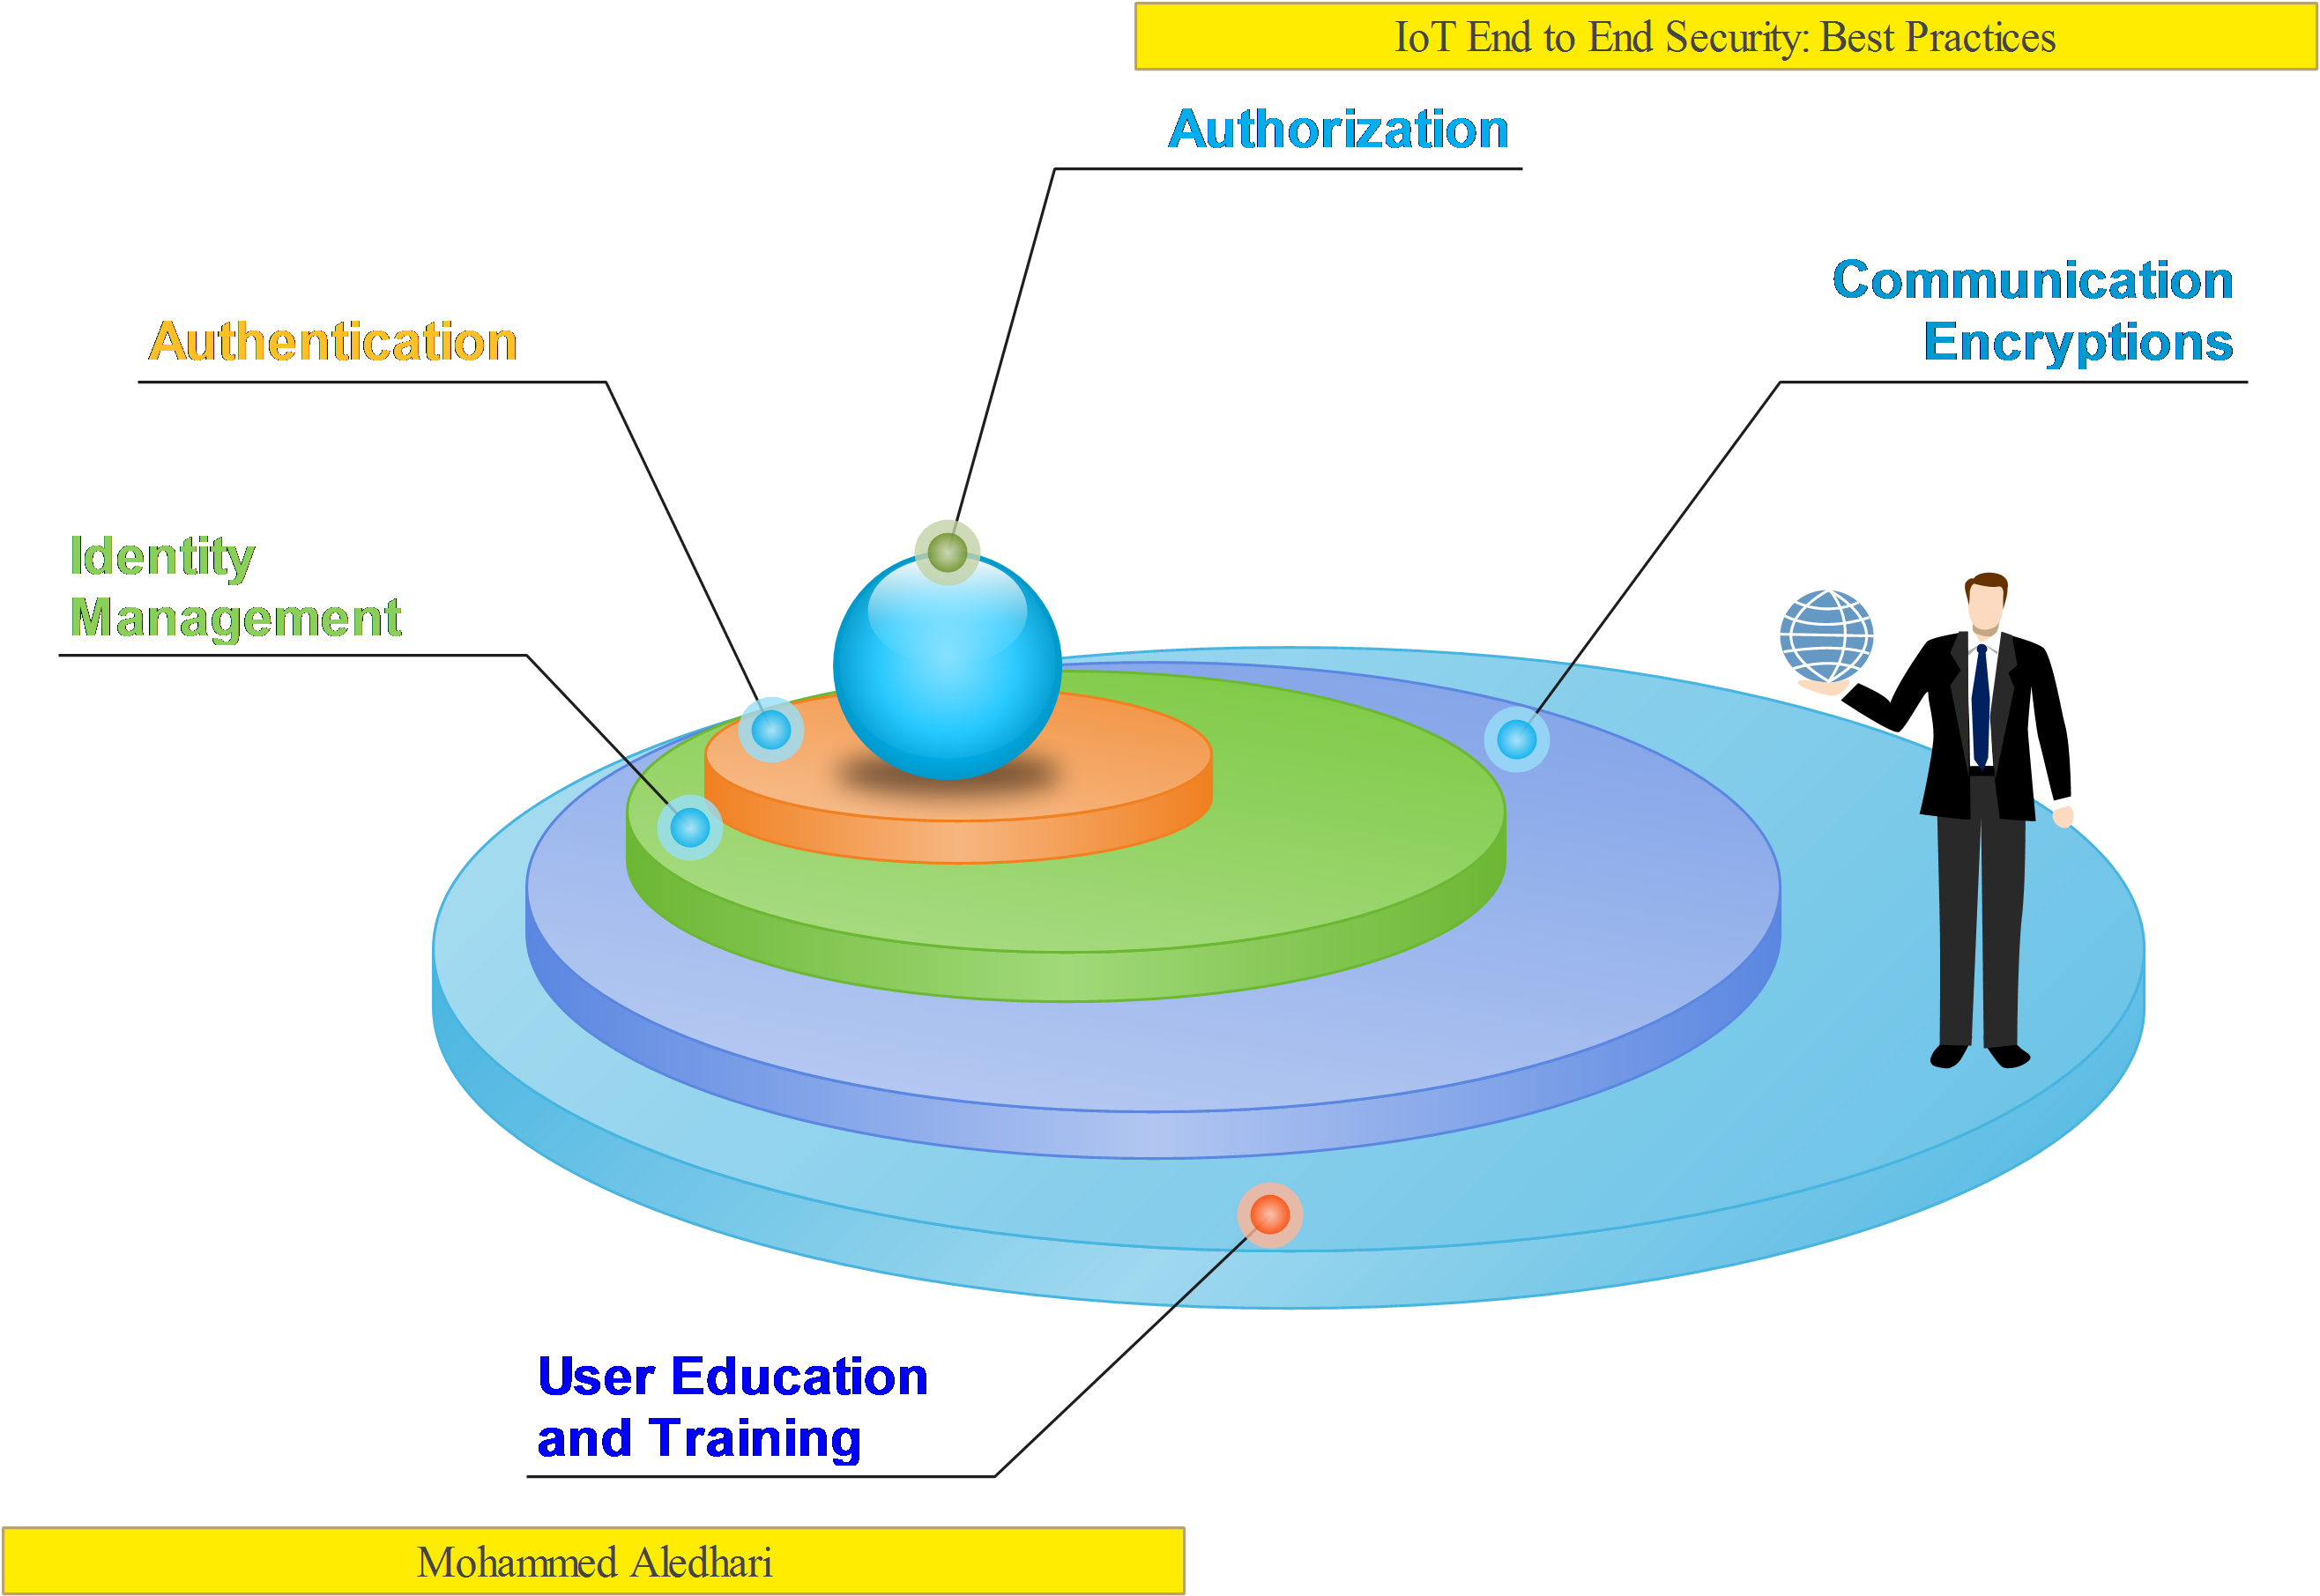 IoT End to End Security: Best Practices
Authorization
Communication
Encryptions
Authentication
Identity
Management
User Education
and Training
Mohammed Aledhari